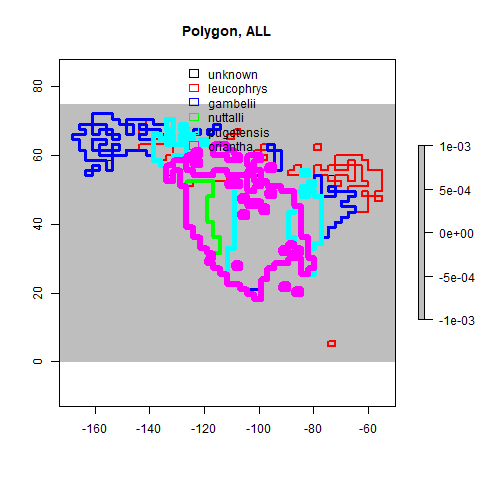 Polygon, ALL
unknown
leucophrys
gambelii
nuttalli
pugetensis
oriantha
80
60
40
20
0
-160
-140
-120
-100
-80
-60
1e-03
5e-04
0e+00
-5e-04
-1e-03